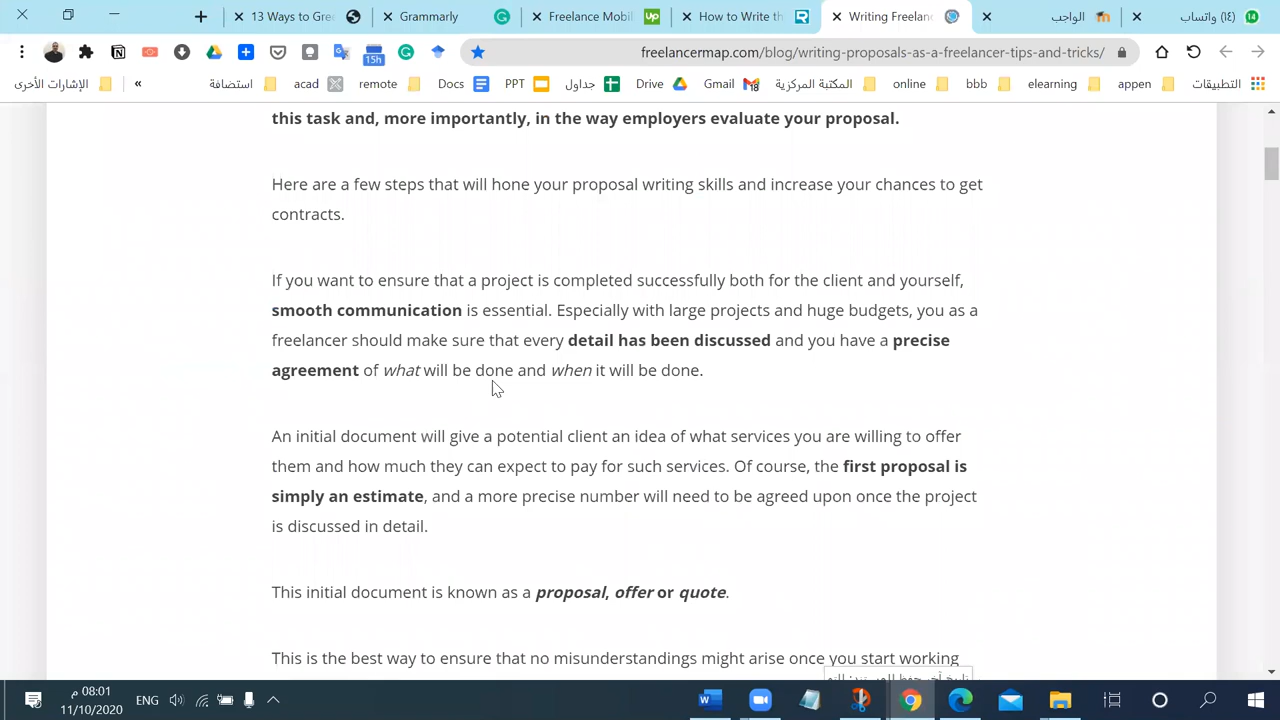 13 Ways to Gre
Grammarly
Freelance Mobi
How to Write th
Writing Freelanc
الواجب
(١٤) واتساب
15h
freelancermap.com/blog/writing-proposals-as-a-freelancer-tips-and-tricks/
الإشارات الأخرى
«
استضافة
acad
remote
Docs
PPT
جداول
Drive
Gmail
المكتبة المركزية
online
bbb
elearning
appen
التطبيقات
this task and, more importantly, in the way employers evaluate your proposal.
Here are a few steps that will hone your proposal writing skills and increase your chances to get
contracts.
If you want to ensure that a project is completed successfully both for the client and yourself,
smooth communication is essential. Especially with large projects and huge budgets, you as a
freelancer should make sure that every detail has been discussed and you have a precise
agreement of what will be done and when it will be done.
An initial document will give a potential client an idea of what services you are willing to offer
them and how much they can expect to pay for such services. Of course, the first proposal is
simply an estimate, and a more precise number will need to be agreed upon once the project
is discussed in detail.
This initial document is known as a proposal, offer or quote.
This is the best way to ensure that no misunderstandings might arise once you start working
08:01 م
11/10/2020
ENG